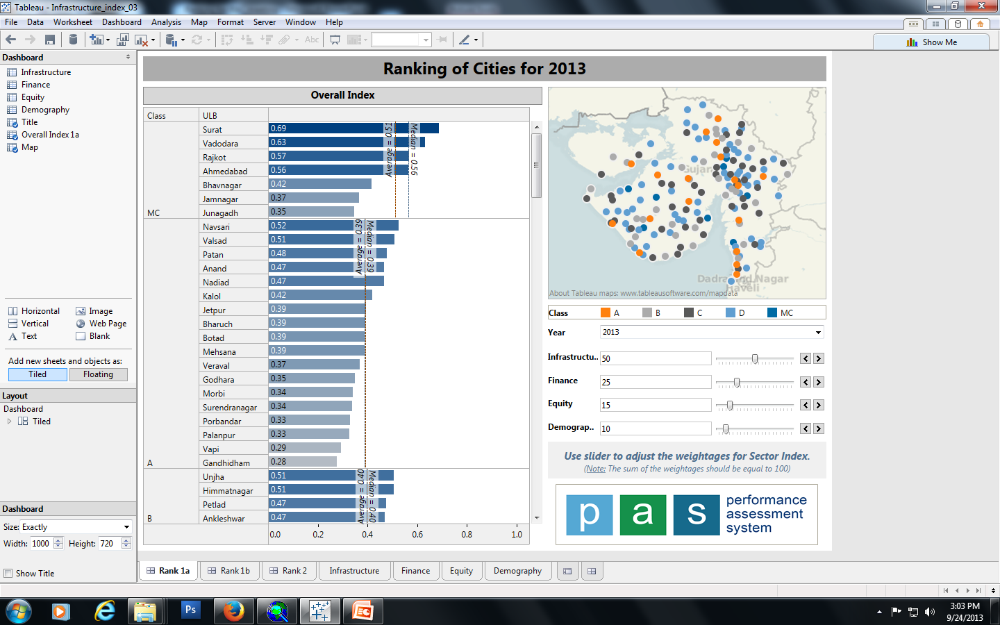 Tableau - Infrastructure_index_03
File Data Worksheet Dashboard Analysis Map Format Server Window Help
Abc
Show Me
Dashboard
Infrastructure
Finance
Equity
Demography
Title
Overall Index 1a
Map
Horizontal Image
Vertical Web Page
Text Blank
Add new sheets and objects as:
Tiled Floating
Layout
Dashboard
Tiled
Dashboard
Size: Exactly
Width: 1000 Height: 720
Show Title
Ranking of Cities for 2013
Overall Index
Class ULB
Surat 0.69
Vadodara 0.63
Rajkot 0.57
Ahmedabad 0.56
Bhavnagar 0.42
Jamnagar 0.37
MC Junagadh 0.35
Average = 0.51
Median = 0.56
Navsari 0.52
Valsad 0.51
Patan 0.48
Anand 0.47
Nadiad 0.47
Kalol 0.42
Jetpur 0.39
Bharuch 0.39
Botad 0.39
Mehsana 0.39
Veraval 0.37
Godhara 0.35
Morbi 0.34
Surendranagar 0.34
Porbandar 0.33
Palanpur 0.33
Vapi 0.29
A Gandhidham 0.28
Average = 0.39
Median = 0.39
Unjha 0.51
Himmatnagar 0.51
Petlad 0.47
B Ankleshwar 0.47
Average = 0.40
Median = 0.40
0.0 0.2 0.4 0.6 0.8 1.0
About Tableau maps: www.tableausoftware.com/mapdata
Class A B C D MC
Year 2013
Infrastructu.. 50
Finance 25
Equity 15
Demograp.. 10
Use slider to adjust the weightages for Sector Index.
(Note: The sum of the weightages should be equal to 100)
p a s performance
assessment
system
Rank 1a Rank 1b Rank 2 Infrastructure Finance Equity Demography
Ps
3:03 PM
9/24/2013